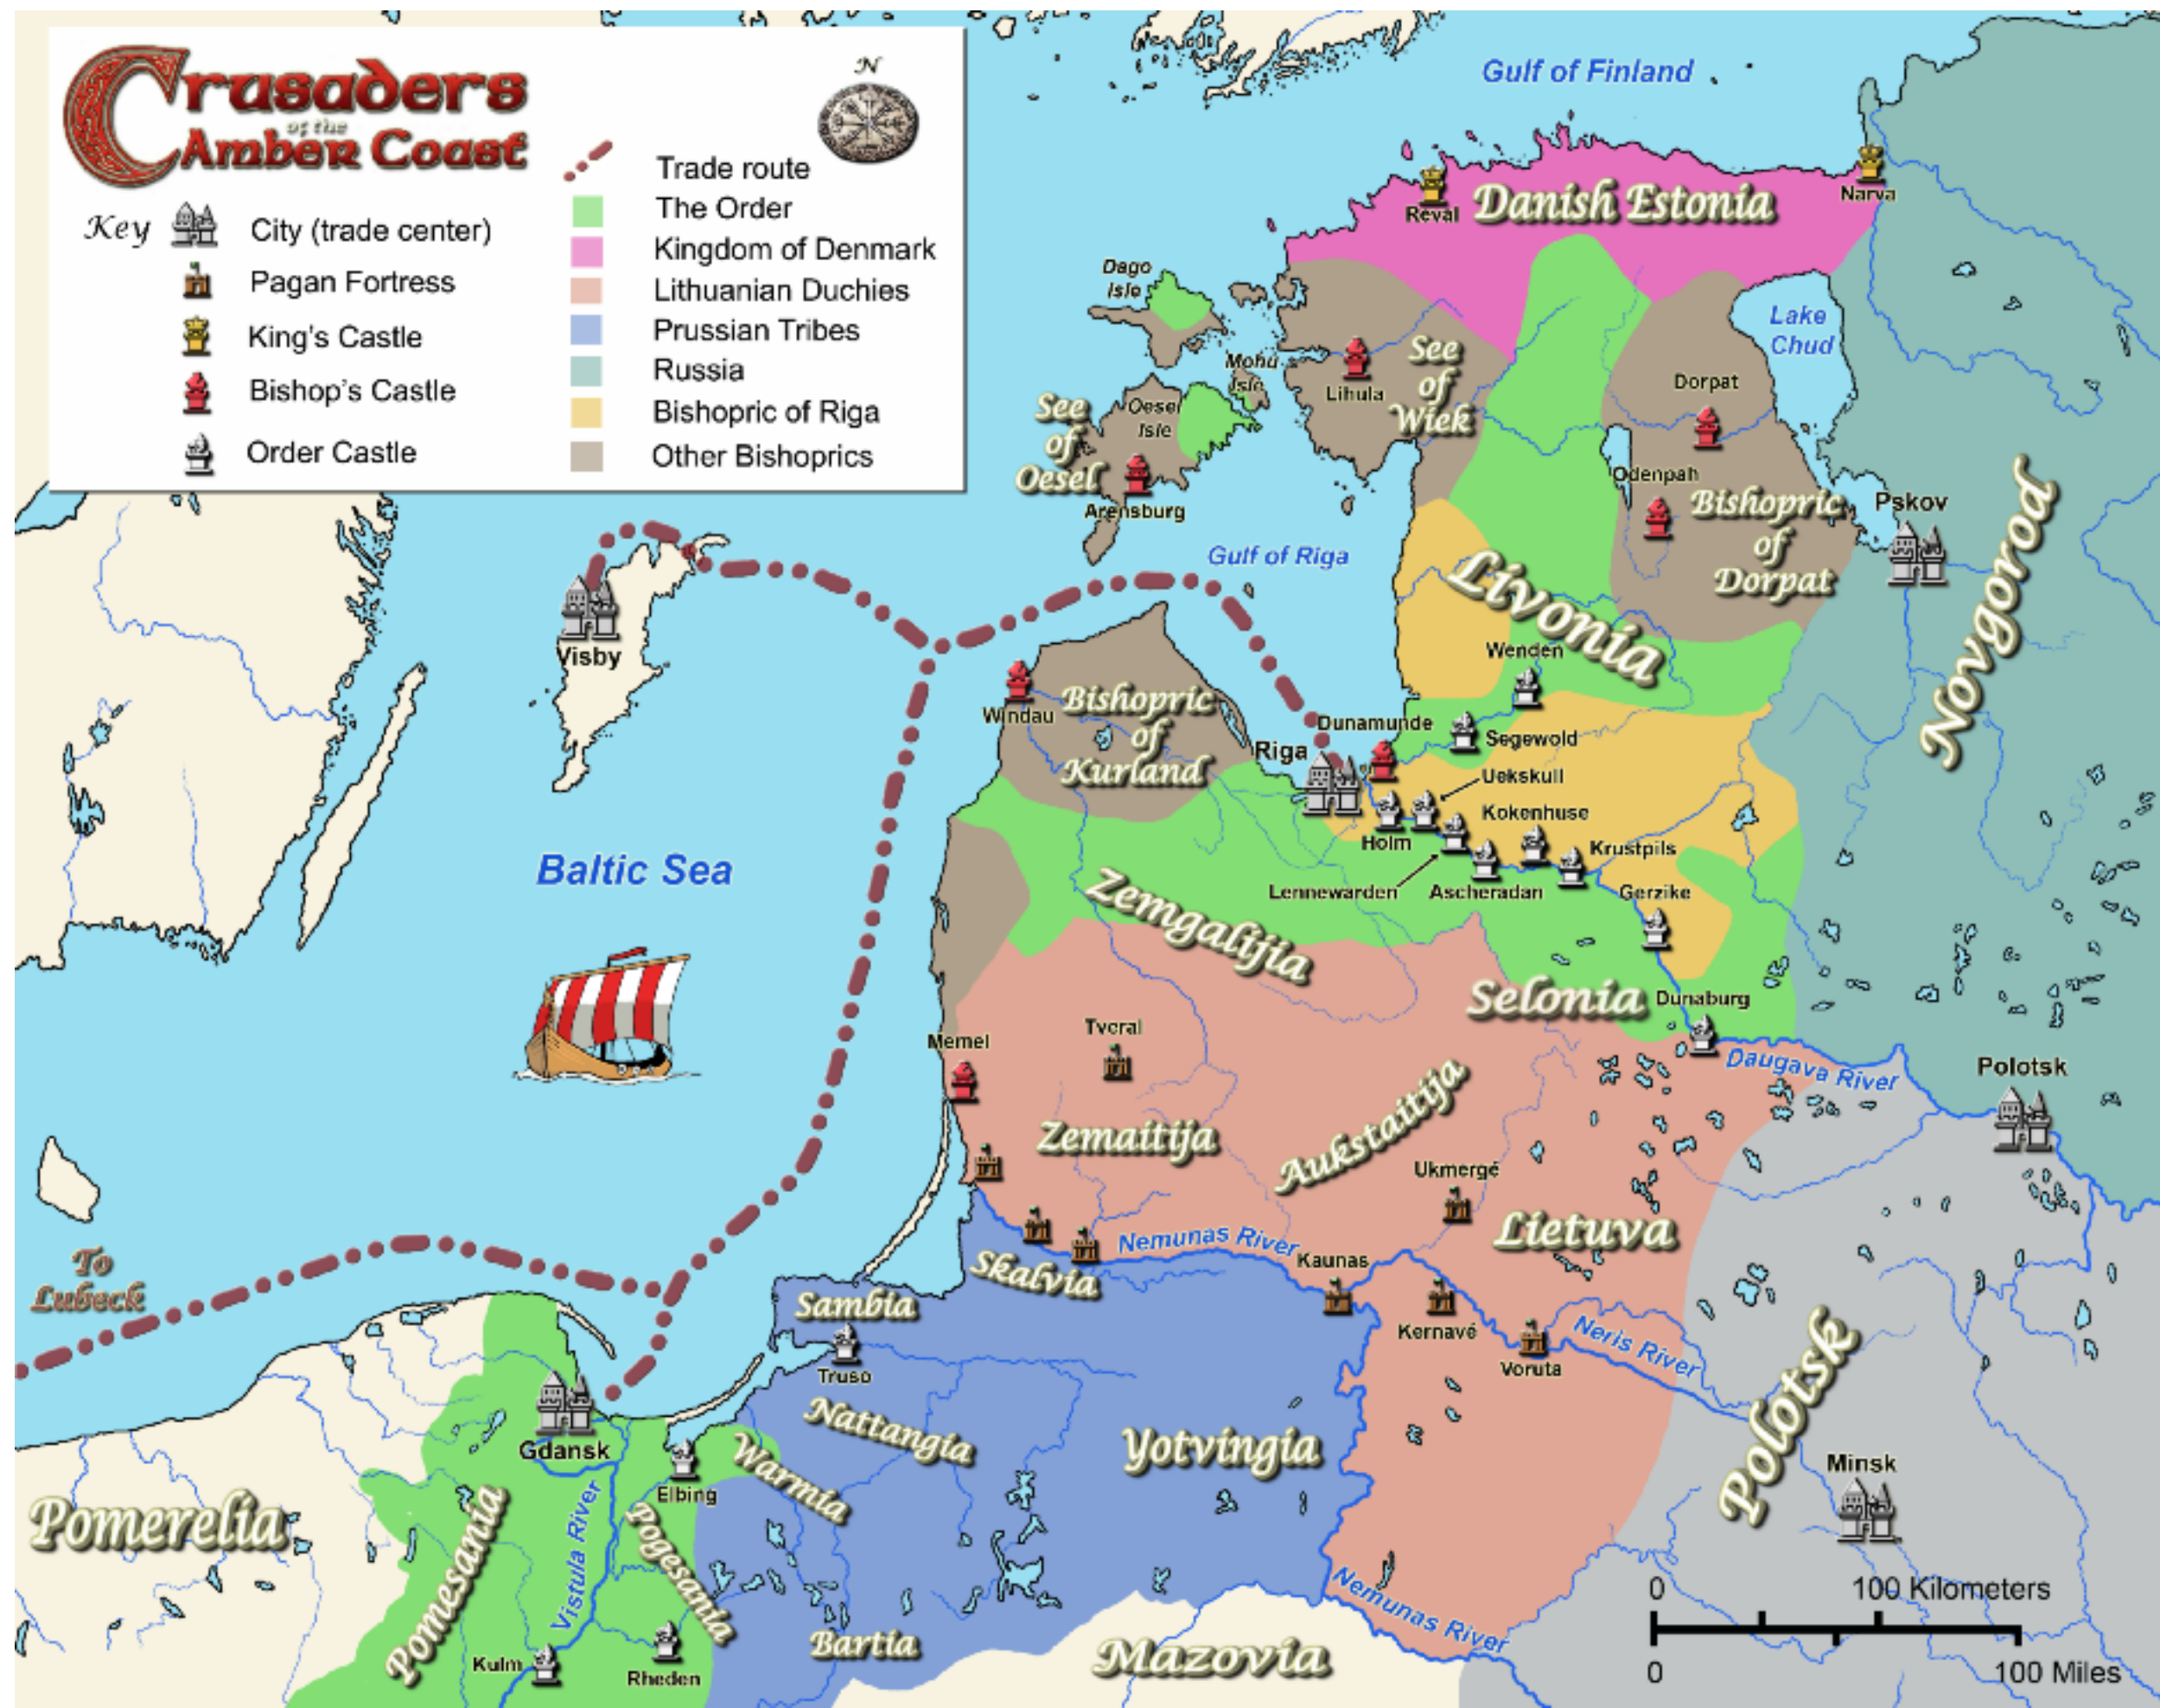 Crusaders
of the
Amber Coast
N
Key
City (trade center)
Pagan Fortress
King's Castle
Bishop's Castle
Order Castle
Trade route
The Order
Kingdom of Denmark
Lithuanian Duchies
Prussian Tribes
Russia
Bishopric of Riga
Other Bishoprics
Gulf of Finland
Reval
Danish Estonia
Narva
Dago
Isle
Lake
Chud
Mohu
Isle
See
of
Wiek
Lihula
Dorpat
See
of
Oesel
Oesel
Isle
Arensburg
Odenpah
Bishopric
of
Dorpat
Pskov
Novgorod
Gulf of Riga
Livonia
Visby
Wenden
Windau
Bishopric
of
Kurland
Dunamunde
Riga
Segewold
Uekskull
Kokenhuse
Holm
Krustpils
Lennewarden
Ascheradan
Gerzike
Baltic Sea
Zemgalijia
Selonia
Dunaburg
Daugava River
Polotsk
Memel
Tveral
Zemaitija
Aukstaitija
Ukmergé
Lietuva
Nemunas River
Kaunas
Skalvia
Kernavé
Voruta
Neris River
Polotsk
To
Lubeck
Sambia
Truso
Gdansk
Nattangia
Warmia
Yotvingia
Minsk
Elbing
Pomerelia
Pomesania
Vistula River
Pogesania
Nemunas River
Bartia
Mazovia
Kulm
Rheden
0
100 Kilometers
0
100 Miles